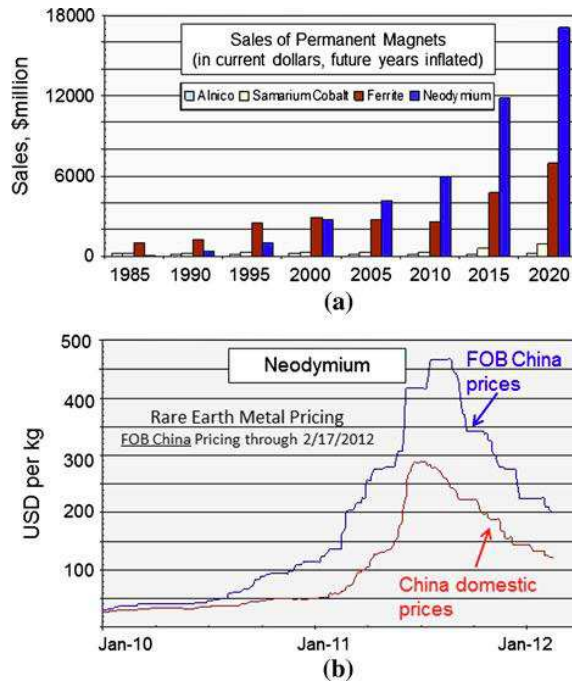 18000
12000
6000
0
Sales, $million
Sales of Permanent Magnets
(in current dollars, future years inflated)
Alnico Samarium Cobalt Ferrite Neodymium
1985 1990 1995 2000 2005 2010 2015 2020
(a)
500
400
300
200
100
USD per kg
Neodymium
FOB China
prices
Rare Earth Metal Pricing
FOB China Pricing through 2/17/2012
China domestic
prices
Jan-10 Jan-11 Jan-12
(b)